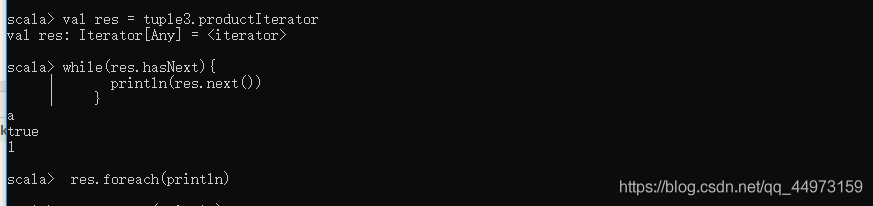 scala> val res = tuple3.productIterator
val res: Iterator[Any] = <iterator>
scala> while(res.hasNext){
| println(res.next())
| }
a
true
1
scala> res.foreach(println)
https://blog.csdn.net/qq_44973159